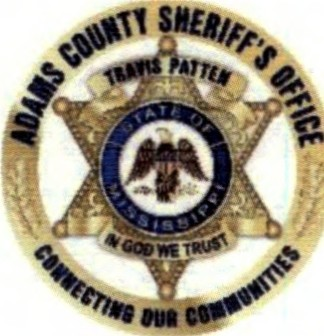 ADAMS COUNTY SHERIFF'S OFFICE
TRAVIS PATTEN
STATE OF
MISSISSIPPI
IN GOD WE TRUST
CONNECTING OUR COMMUNITIES